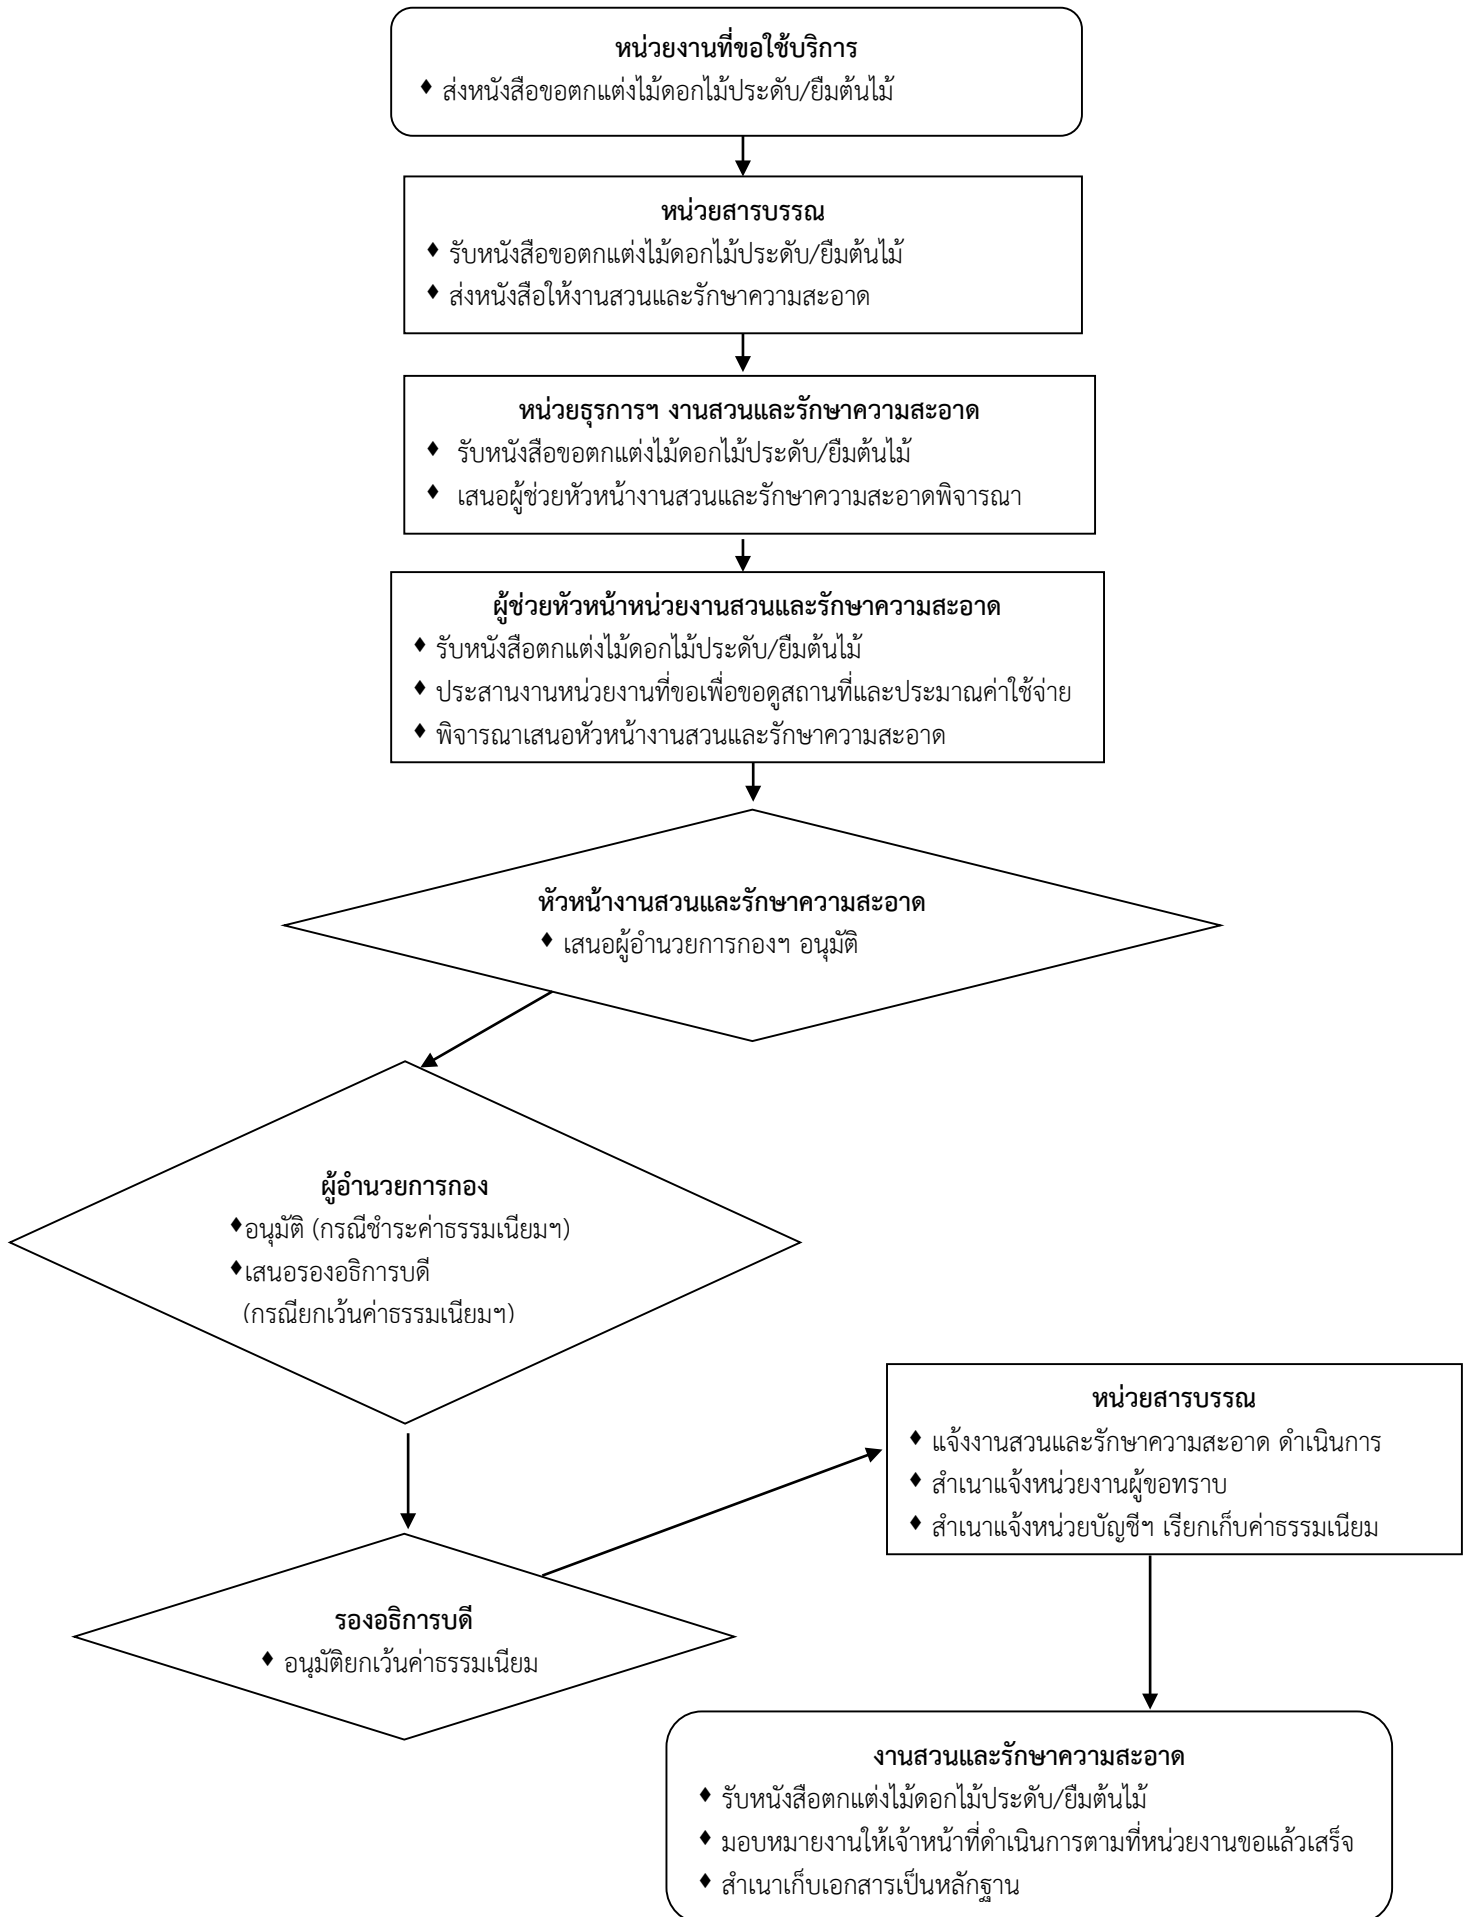 หน่วยงานที่ขอใช้บริการ
♦ ส่งหนังสือขอตกแต่งไม้ดอกไม้ประดับ/ยืมต้นไม้
หน่วยสารบรรณ
♦ รับหนังสือขอตกแต่งไม้ดอกไม้ประดับ/ยืมต้นไม้
♦ ส่งหนังสือให้งานสวนและรักษาความสะอาด
หน่วยธุรการฯ งานสวนและรักษาความสะอาด
♦ รับหนังสือขอตกแต่งไม้ดอกไม้ประดับ/ยืมต้นไม้
♦ เสนอผู้ช่วยหัวหน้างานสวนและรักษาความสะอาดพิจารณา
ผู้ช่วยหัวหน้าหน่วยงานสวนและรักษาความสะอาด
♦ รับหนังสือตกแต่งไม้ดอกไม้ประดับ/ยืมต้นไม้
♦ ประสานงานหน่วยงานที่ขอเพื่อขอดูสถานที่และประมาณค่าใช้จ่าย
♦ พิจารณาเสนอหัวหน้างานสวนและรักษาความสะอาด
หัวหน้างานสวนและรักษาความสะอาด
♦ เสนอผู้อำนวยการกองฯ อนุมัติ
ผู้อำนวยการกอง
♦ อนุมัติ (กรณีชำระค่าธรรมเนียมฯ)
♦ เสนอรองอธิการบดี
(กรณียกเว้นค่าธรรมเนียมฯ)
รองอธิการบดี
♦ อนุมัติยกเว้นค่าธรรมเนียม
หน่วยสารบรรณ
♦ แจ้งงานสวนและรักษาความสะอาด ดำเนินการ
♦ สำเนาแจ้งหน่วยงานผู้ขอทราบ
♦ สำเนาแจ้งหน่วยบัญชีฯ เรียกเก็บค่าธรรมเนียม
งานสวนและรักษาความสะอาด
♦ รับหนังสือตกแต่งไม้ดอกไม้ประดับ/ยืมต้นไม้
♦ มอบหมายงานให้เจ้าหน้าที่ดำเนินการตามที่หน่วยงานขอแล้วเสร็จ
♦ สำเนาเก็บเอกสารเป็นหลักฐาน